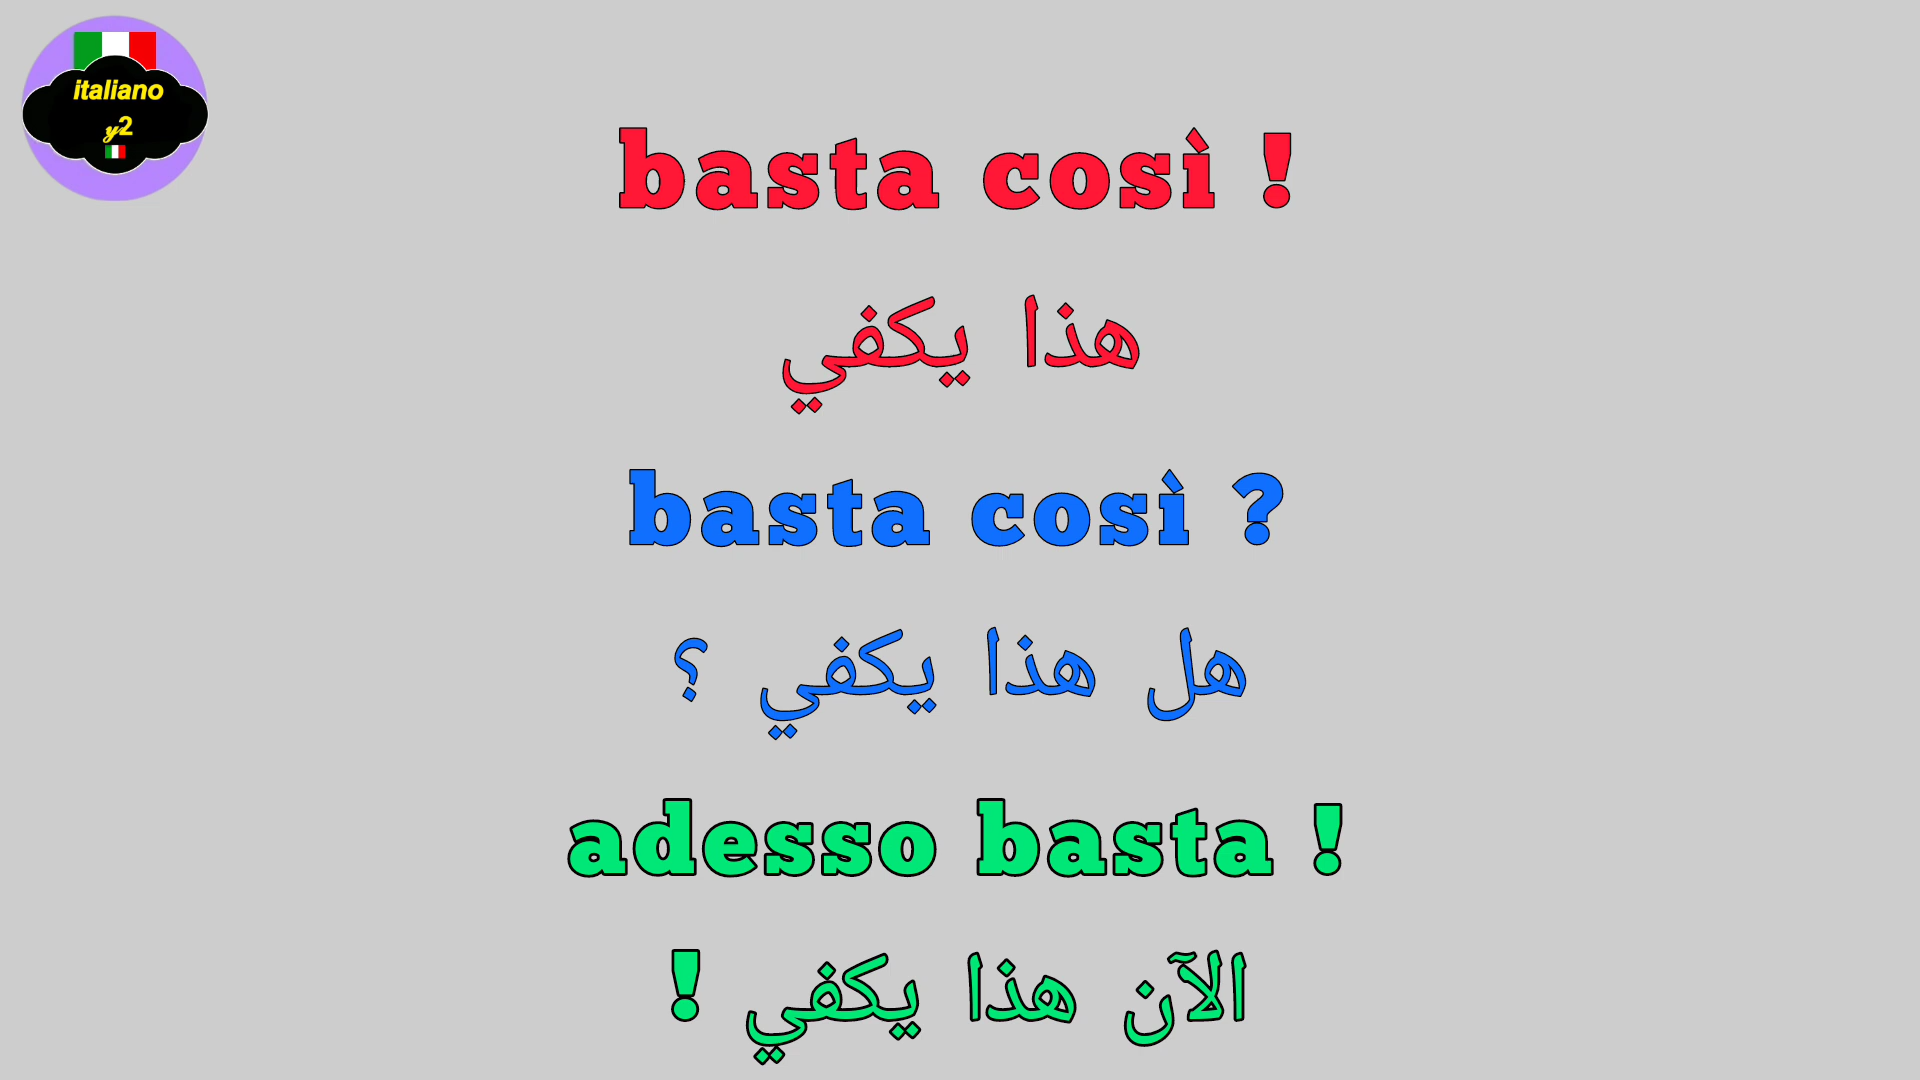 italiano
y2
basta così !
هذا يكفي
basta così ?
هل هذا يكفي ؟
adesso basta !
الآن هذا يكفي !